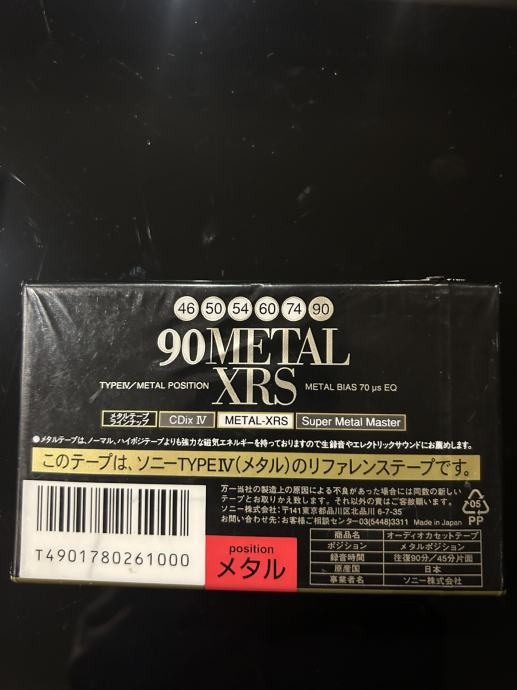 46 50 54 60 74 90
90METAL
TYPEⅣ/METAL POSITION XRS METAL BIAS 70 μs EQ
メタルテープ
ラインナップ
CDix Ⅳ METAL-XRS Super Metal Master
●メタルテープは、ノーマル、ハイポジテープよりも強力な磁気エネルギーを持っておりますので生録音やエレクトリックサウンドにお薦めします。
このテープは、ソニーTYPEⅣ(メタル)のリファレンステープです。
万一当社の製造上の原因による不良があった場合には同数の新しい
テープとお取りかえ致します。それ以外の責はご容赦願います。
ソニー株式会社:〒141東京都品川区北品川 6-7-35
お問い合わせ先:お客様ご相談センター03(5448)3311 Made in Japan
05
PP
T4901780261000
position
メタル
商品名 オーディオカセットテープ
ポジション メタルポジション
録音時間 往復90分/45分片面
原産国 日本
事業者名 ソニー株式会社